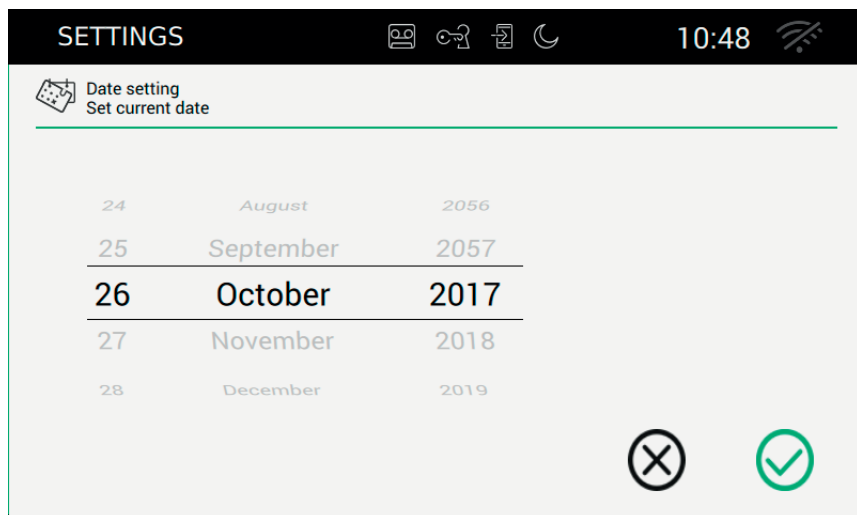 SETTINGS 10:48
Date setting
Set current date
24 August 2056
25 September 2057
26 October 2017
27 November 2018
28 December 2019